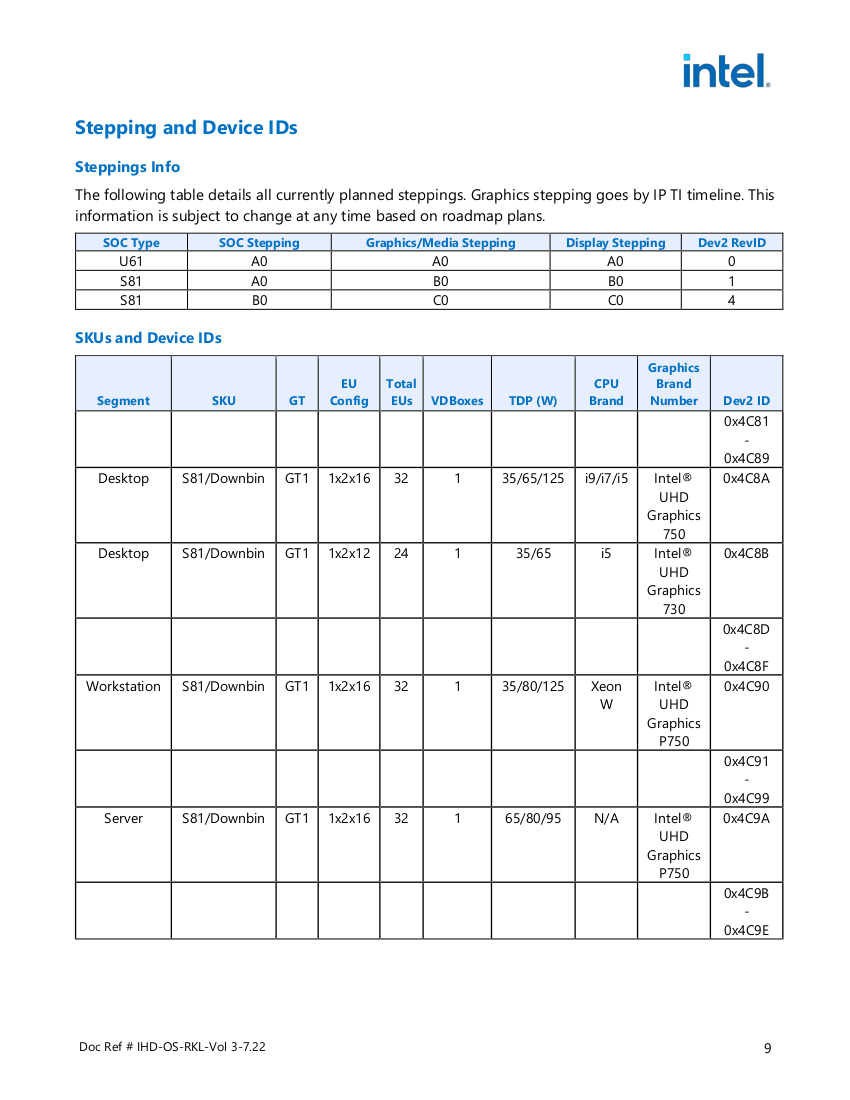 intel.
Stepping and Device IDs
Steppings Info
The following table details all currently planned steppings. Graphics stepping goes by IP TI timeline. This
information is subject to change at any time based on roadmap plans.
SOC Type SOC Stepping Graphics/Media Stepping Display Stepping Dev2 RevID
U61 A0 A0 A0 0
S81 A0 B0 B0 1
S81 B0 C0 C0 4
SKUs and Device IDs
Segment SKU GT EU Config Total EUs VDBoxes TDP (W) CPU Brand Graphics Brand Number Dev2 ID
0x4C81 - 0x4C89
Desktop S81/Downbin GT1 1x2x16 32 1 35/65/125 i9/i7/i5 Intel® UHD Graphics 750 0x4C8A
Desktop S81/Downbin GT1 1x2x12 24 1 35/65 i5 Intel® UHD Graphics 730 0x4C8B
0x4C8D - 0x4C8F
Workstation S81/Downbin GT1 1x2x16 32 1 35/80/125 Xeon W Intel® UHD Graphics P750 0x4C90
0x4C91 - 0x4C99
Server S81/Downbin GT1 1x2x16 32 1 65/80/95 N/A Intel® UHD Graphics P750 0x4C9A
0x4C9B - 0x4C9E
Doc Ref # IHD-OS-RKL-Vol 3-7.22 9